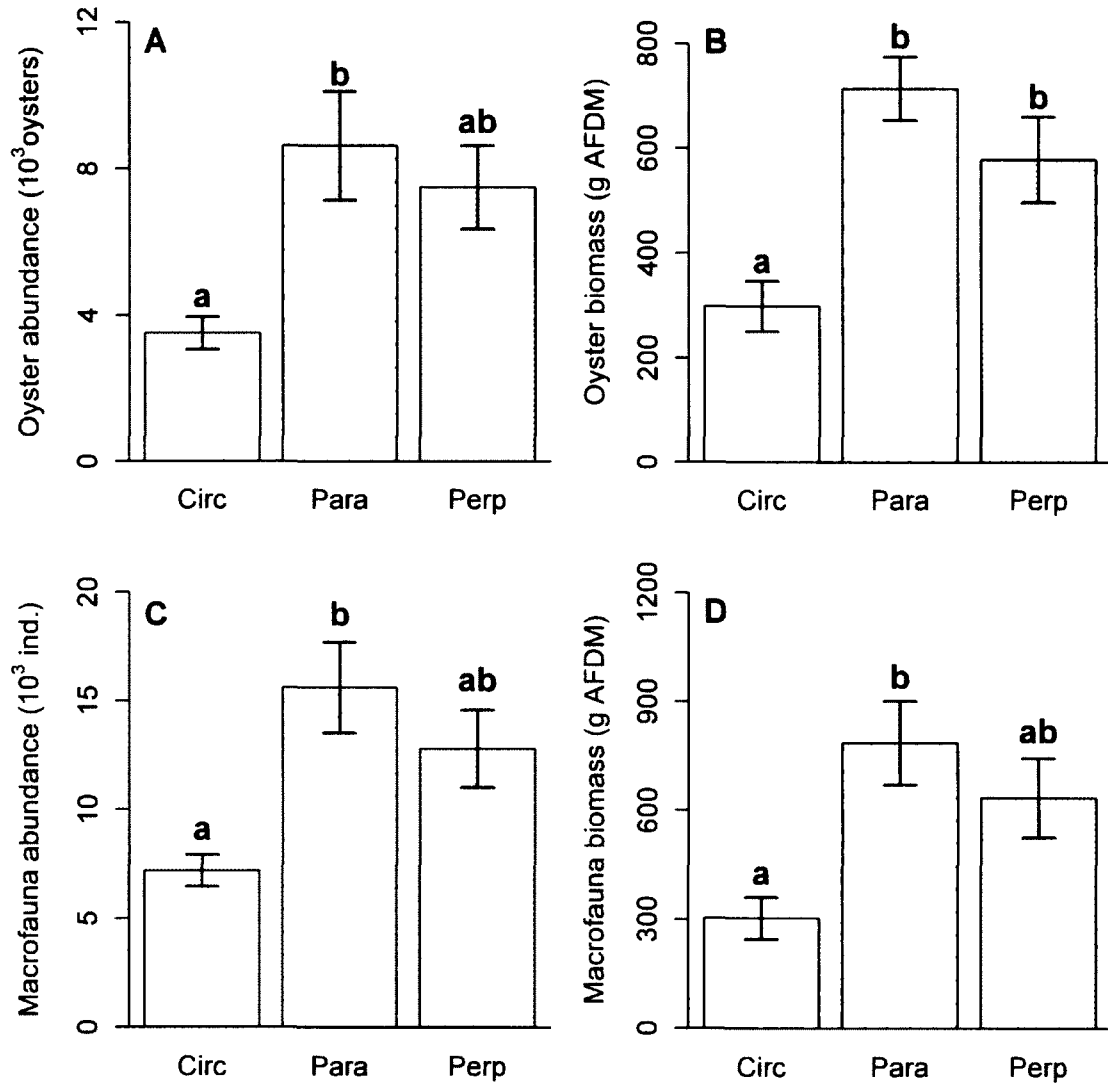 A
Oyster abundance (10³ oysters)
12
8
4
0
a
b
ab
Circ Para Perp
B
Oyster biomass (g AFDM)
800
600
400
200
0
a
b
b
Circ Para Perp
C
Macrofauna abundance (10³ ind.)
20
15
10
5
0
a
b
ab
Circ Para Perp
D
Macrofauna biomass (g AFDM)
1200
900
600
300
0
a
b
ab
Circ Para Perp